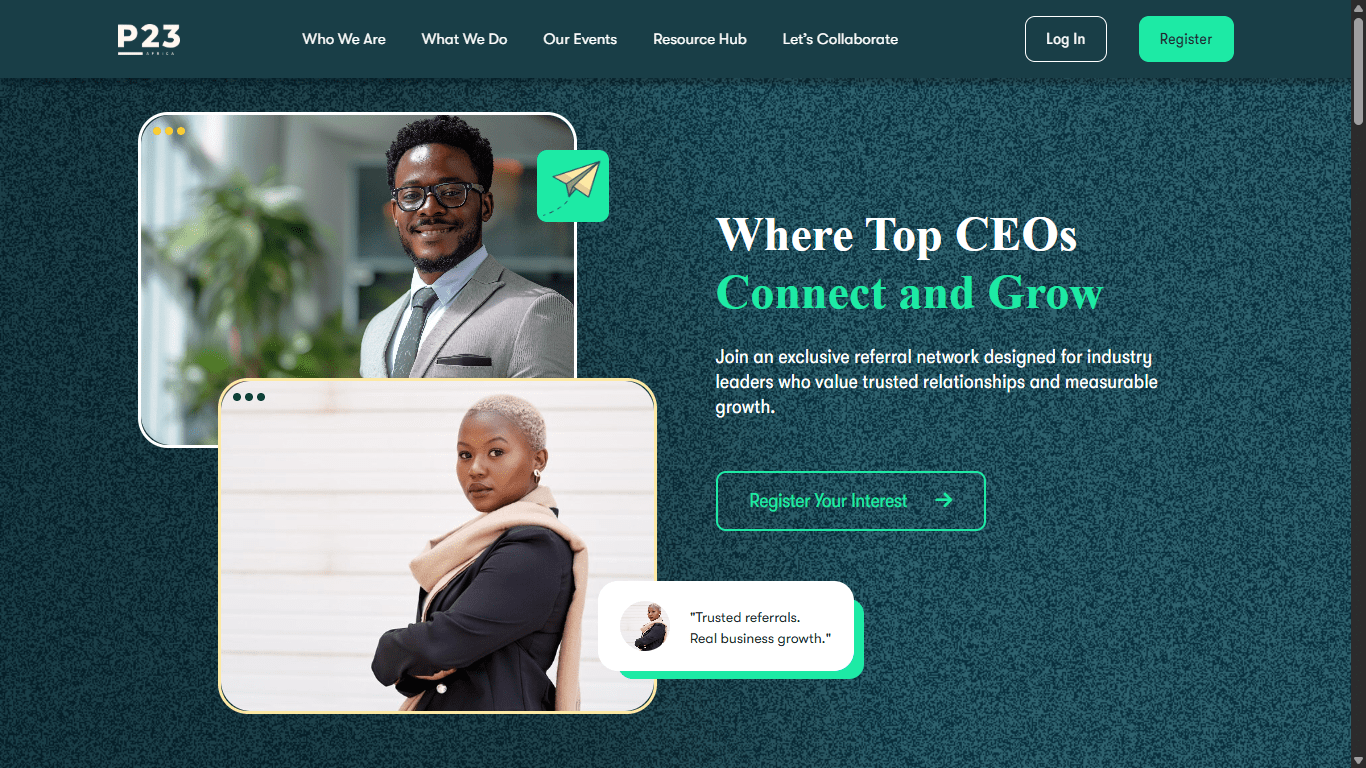 P23
AFRICA
Who We Are
What We Do
Our Events
Resource Hub
Let's Collaborate
Log In
Register
Where Top CEOs
Connect and Grow
Join an exclusive referral network designed for industry
leaders who value trusted relationships and measurable
growth.
Register Your Interest
"Trusted referrals.
Real business growth."